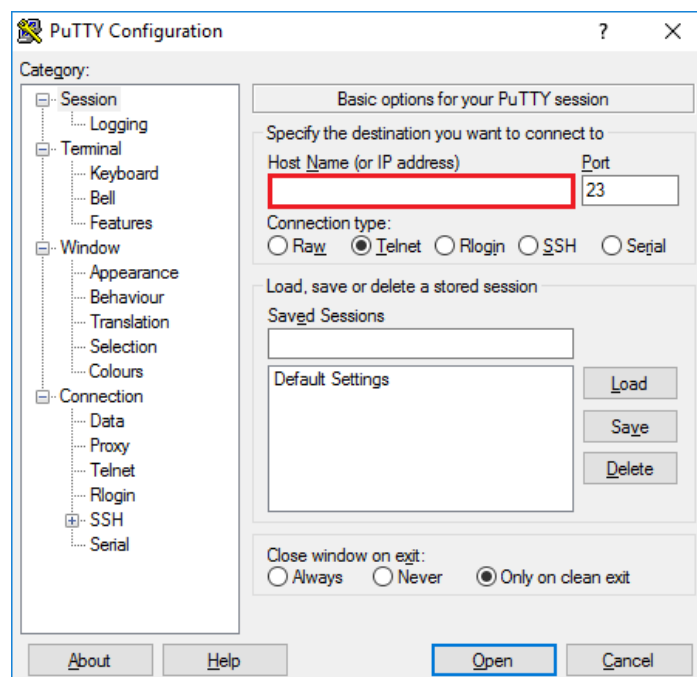 PuTTY Configuration
?
Category:
Session
Logging
Terminal
Keyboard
Bell
Features
Window
Appearance
Behaviour
Translation
Selection
Colours
Connection
Data
Proxy
Telnet
Rlogin
SSH
Serial
Basic options for your PuTTY session
Specify the destination you want to connect to
Host Name (or IP address) Port
23
Connection type:
Raw Telnet Rlogin SSH Serial
Load, save or delete a stored session
Saved Sessions
Default Settings
Load
Save
Delete
Close window on exit:
Always Never Only on clean exit
About Help Open Cancel